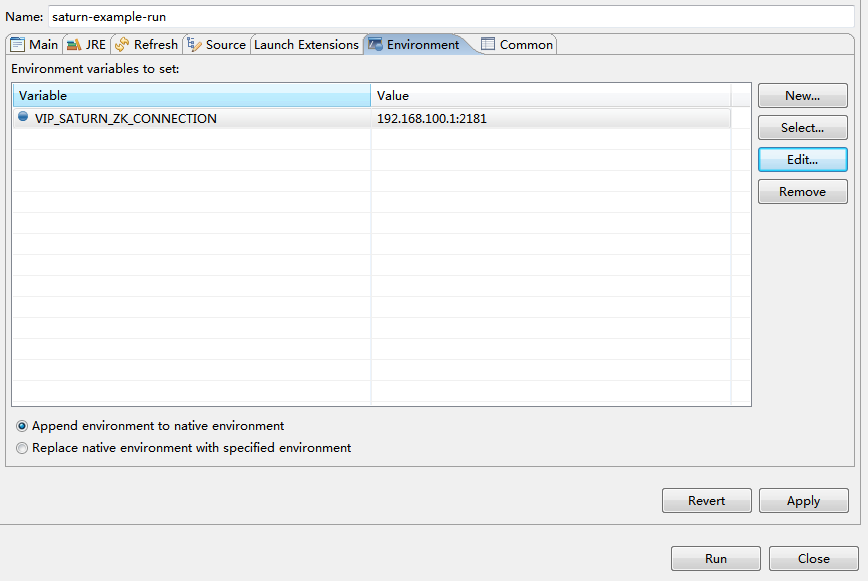 Name: saturn-example-run
Main JRE Refresh Source Launch Extensions Environment Common
Environment variables to set:
Variable Value
VIP_SATURN_ZK_CONNECTION 192.168.100.1:2181
New...
Select...
Edit...
Remove
Append environment to native environment
Replace native environment with specified environment
Revert Apply
Run Close